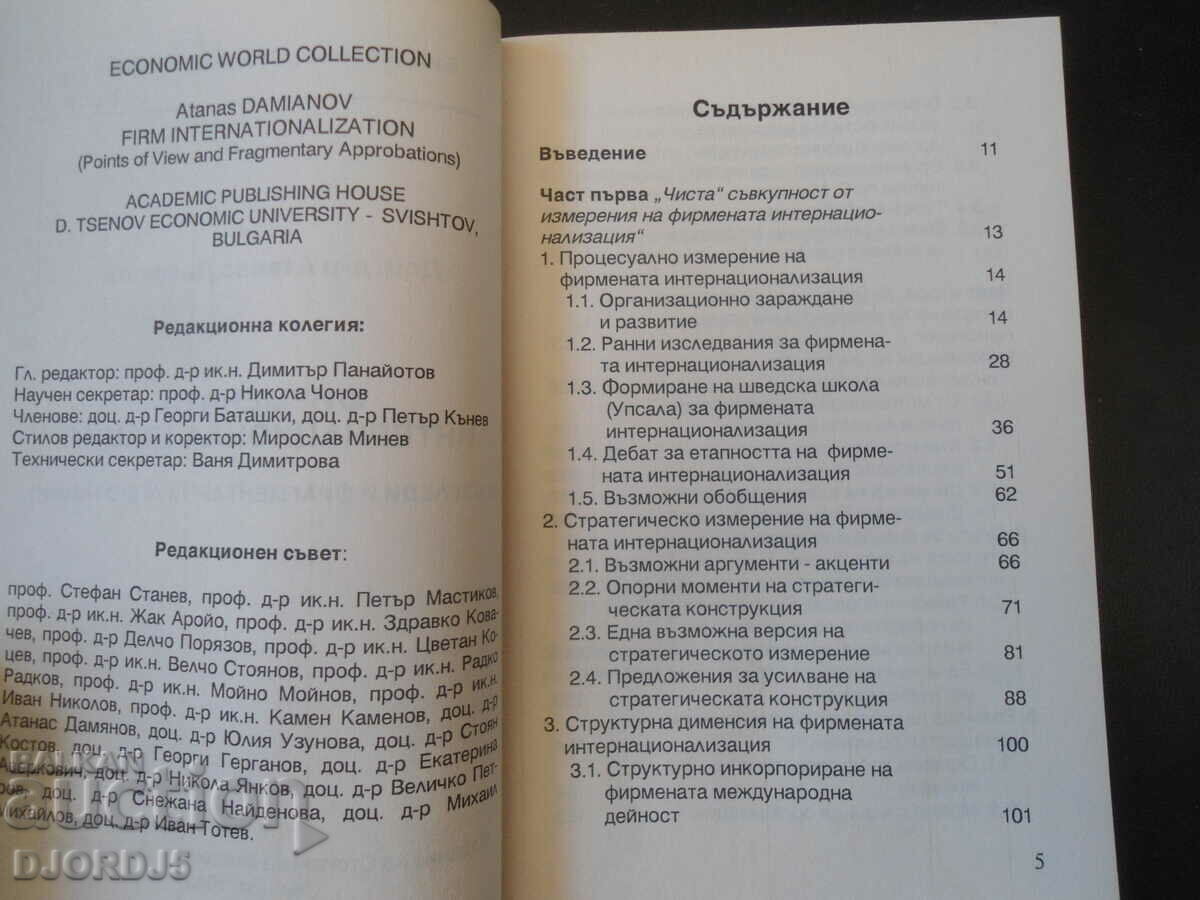 ECONOMIC WORLD COLLECTION
Atanas DAMIANOV
FIRM INTERNATIONALIZATION
(Points of View and Fragmentary Approbations)
ACADEMIC PUBLISHING HOUSE
D. TSENOV ECONOMIC UNIVERSITY - SVISHTOV,
BULGARIA
Редакционна колегия:
Гл. редактор: проф. д-р ик.н. Димитър Панайотов
Научен секретар: проф. д-р Никола Чонов
Членове: доц. д-р Георги Баташки, доц. д-р Петър Кънев
Стилов редактор и коректор: Мирослав Минев
Технически секретар: Ваня Димитрова
Редакционен съвет:
проф. Стефан Станев, проф. д-р ик.н. Петър Мастиков,
проф. д-р ик.н. Жак Аройо, проф. д-р ик.н. Здравко Кова-
чев, проф. д-р Делчо Порязов, проф. д-р ик.н. Цветан Ко-
цев, проф. д-р ик.н. Велчо Стоянов, проф. д-р ик.н. Радко
Радков, проф. д-р ик.н. Мойно Мойнов, проф. д-р ик.н.
Иван Николов, проф. д-р ик.н. Камен Каменов, доц. д-р
Атанас Дамянов, доц. д-р Юлия Узунова, доц. д-р Стоян
Костов, доц. д-р Георги Герганов, доц. д-р Екатерина
Ацеркович, доц. д-р Никола Янков, доц. д-р Величко Пет-
ров, доц. д-р Снежана Найденова, доц. д-р Михаил
Михайлов, доц. д-р Иван Тотев.
БАЛКАН
auction
DJORDJ5
Съдържание
Въведение 11
Част първа „Чиста“ съвкупност от
измерения на фирмената интернацио-
нализация“ 13
1. Процесуално измерение на
фирмената интернационализация 14
1.1. Организационно зараждане
и развитие 14
1.2. Ранни изследвания за фирмена-
та интернационализация 28
1.3. Формиране на шведска школа
(Упсала) за фирмената
интернационализация 36
1.4. Дебат за етапността на фирме-
ната интернационализация 51
1.5. Възможни обобщения 62
2. Стратегическо измерение на фирме-
ната интернационализация 66
2.1. Възможни аргументи - акценти 66
2.2. Опорни моменти на стратеги-
ческата конструкция 71
2.3. Една възможна версия на
стратегическото измерение 81
2.4. Предложения за усилване на
стратегическата конструкция 88
3. Структурна дименсия на фирмената
интернационализация 100
3.1. Структурно инкорпориране на
фирмената международна
дейност 101
5